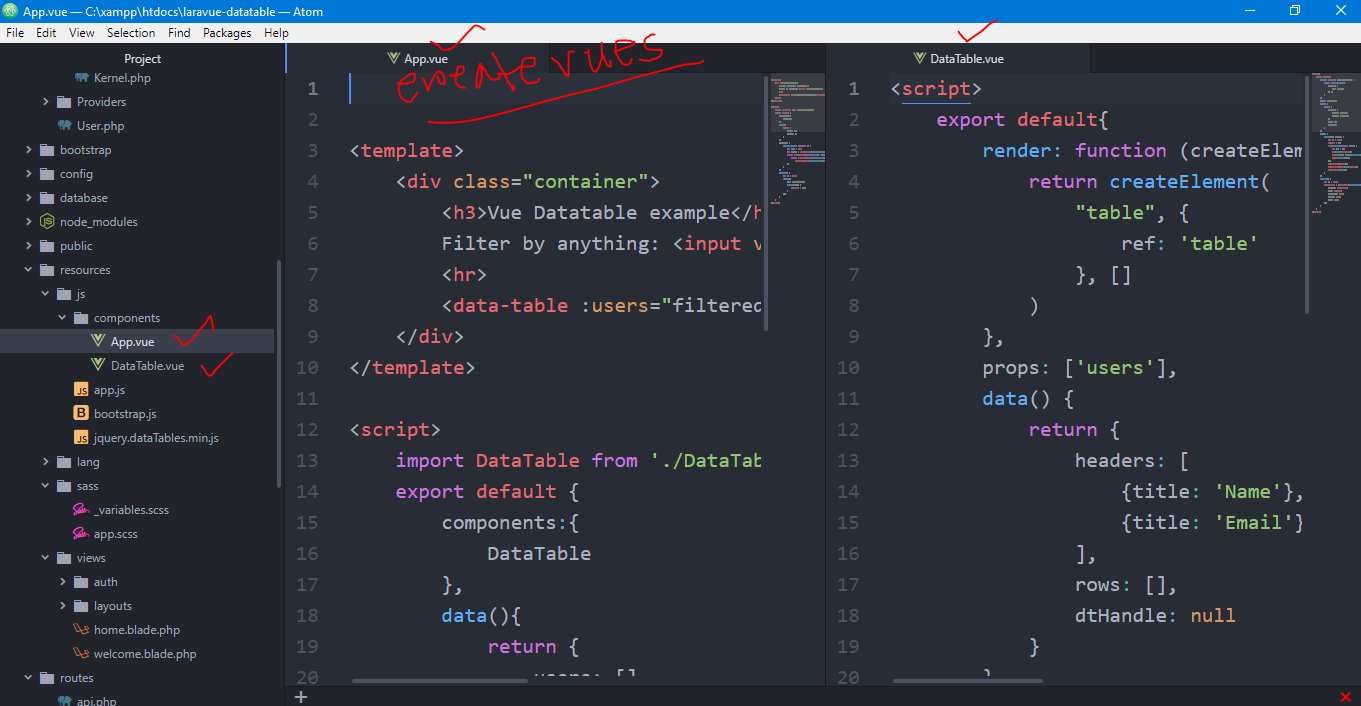 App.vue — C:\xampp\htdocs\laravue-datatable — Atom
File Edit View Selection Find Packages Help
Project
Kernel.php
Providers
User.php
bootstrap
config
database
node_modules
public
resources
js
components
App.vue
DataTable.vue
app.js
bootstrap.js
jquery.dataTables.min.js
lang
sass
_variables.scss
app.scss
views
auth
layouts
home.blade.php
welcome.blade.php
routes
api.php
App.vue
vues
1
2
3 <template>
4 <div class="container">
5 <h3>Vue Datatable example</h
6 Filter by anything: <input v
7 <hr>
8 <data-table :users="filtered
9 </div>
10 </template>
11
12 <script>
13 import DataTable from './DataTab
14 export default {
15 components:{
16 DataTable
17 },
18 data(){
19 return {
20 users: []
DataTable.vue
1 <script>
2 export default{
3 render: function (createElem
4 return createElement(
5 "table", {
6 ref: 'table'
7 }, []
8 )
9 },
10 props: ['users'],
11 data() {
12 return {
13 headers: [
14 {title: 'Name'},
15 {title: 'Email'}
16 ],
17 rows: [],
18 dtHandle: null
19 }
20 }